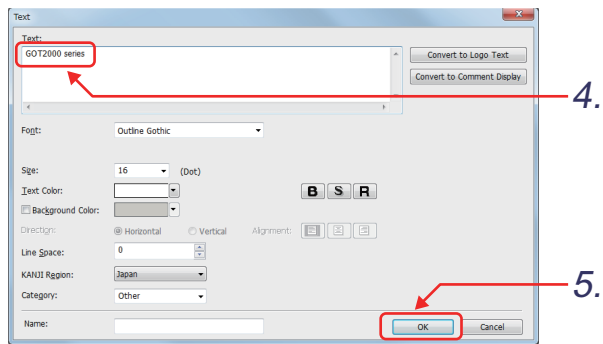 Text
Text:
GOT2000 series
Convert to Logo Text
Convert to Comment Display
4.
Font: Outline Gothic
Size: 16 (Dot)
Text Color: B S R
Background Color:
Direction: Horizontal Vertical Alignment:
Line Space: 0
KANJI Region: Japan
Category: Other
5.
Name: OK Cancel